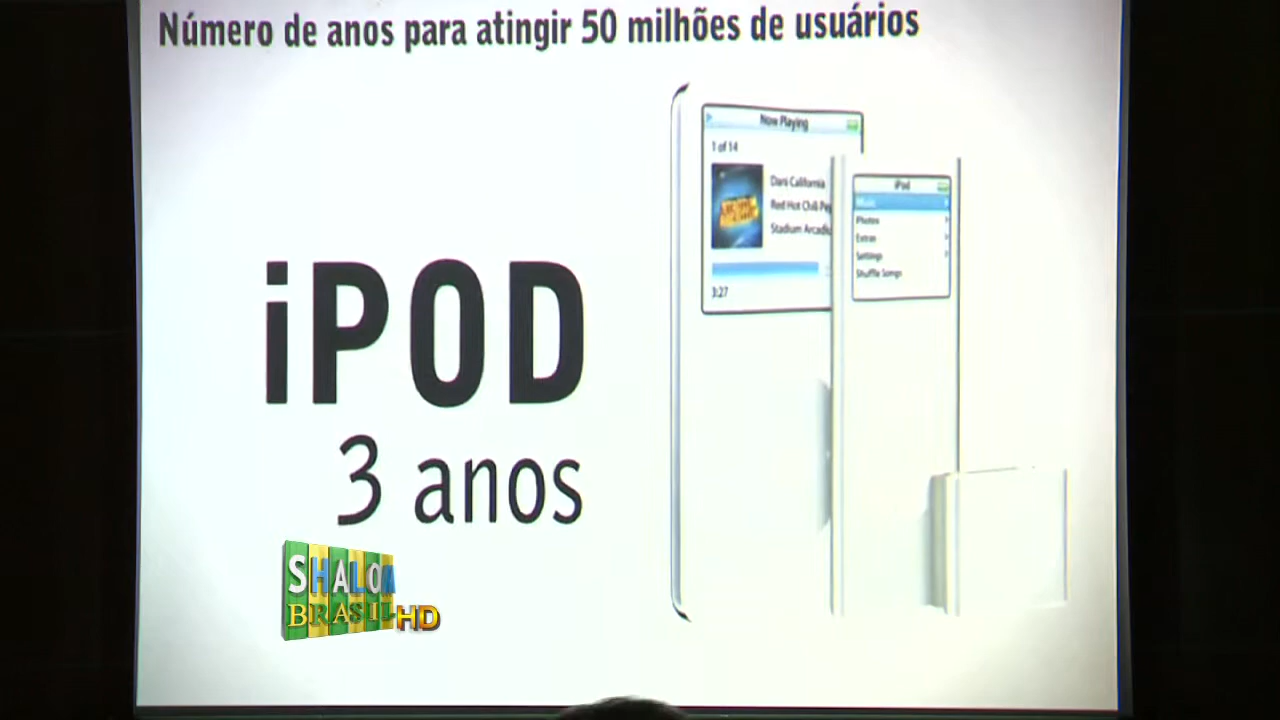 Número de anos para atingir 50 milhões de usuários
Now Playing
1 of 14
Dani California
Red Hot Chili Pep
Stadium Arcadiu
3:27
iPod
Music
Photos
Extras
Settings
Shuffle Songs
iPOD
3 anos
SHALOM
BRASIL HD